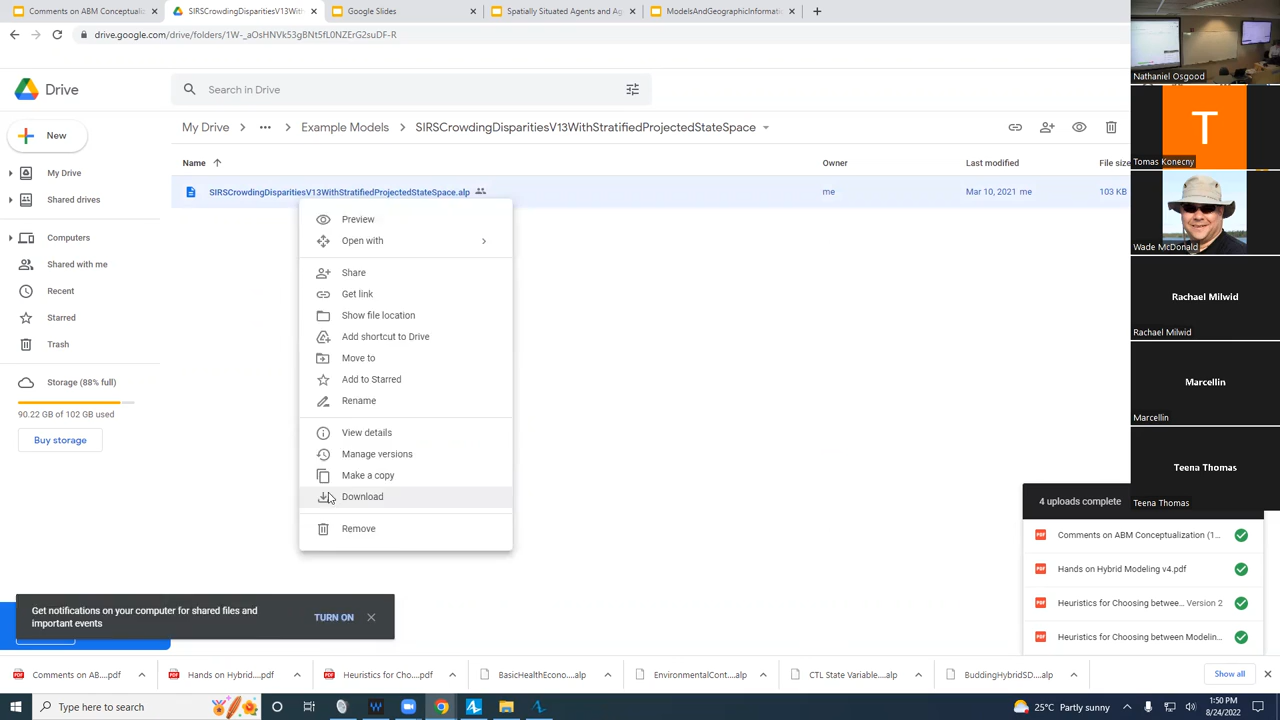 Comments on ABM Conceptualizati
SIRSCrowdingDisparitiesV13With
Google Slides
Spatially Situated Agents and Ag
ModelsAndGeographicInformatio
drive.google.com/drive/folders/1W-_aOsHNVk53gBNt5fL0NZErG2suDF-R
Drive
Search in Drive
New
My Drive
Shared drives
Computers
Shared with me
Recent
Starred
Trash
Storage (88% full)
90.22 GB of 102 GB used
Buy storage
My Drive
Example Models
SIRSCrowdingDisparitiesV13WithStratifiedProjectedStateSpace
Name
Owner
Last modified
File size
SIRSCrowdingDisparitiesV13WithStratifiedProjectedStateSpace.alp
me
Mar 10, 2021 me
103 KB
Preview
Open with
Share
Get link
Show file location
Add shortcut to Drive
Move to
Add to Starred
Rename
View details
Manage versions
Make a copy
Download
Remove
Nathaniel Osgood
T
Tomas Konecny
Wade McDonald
Rachael Milwid
Rachael Milwid
Marcellin
Marcellin
Teena Thomas
Teena Thomas
4 uploads complete
Comments on ABM Conceptualization (1...
Hands on Hybrid Modeling v4.pdf
Heuristics for Choosing betwee... Version 2
Heuristics for Choosing between Modelin...
Get notifications on your computer for shared files and
important events
TURN ON
Comments on AB....pdf
Hands on Hybrid....pdf
Heuristics for Cho....pdf
BasicHealthEcono....alp
EnvironmentalCont....alp
CTL State Variable....alp
BuddingHybridSD....alp
Show all
Type here to search
25°C Partly sunny
1:50 PM
8/24/2022